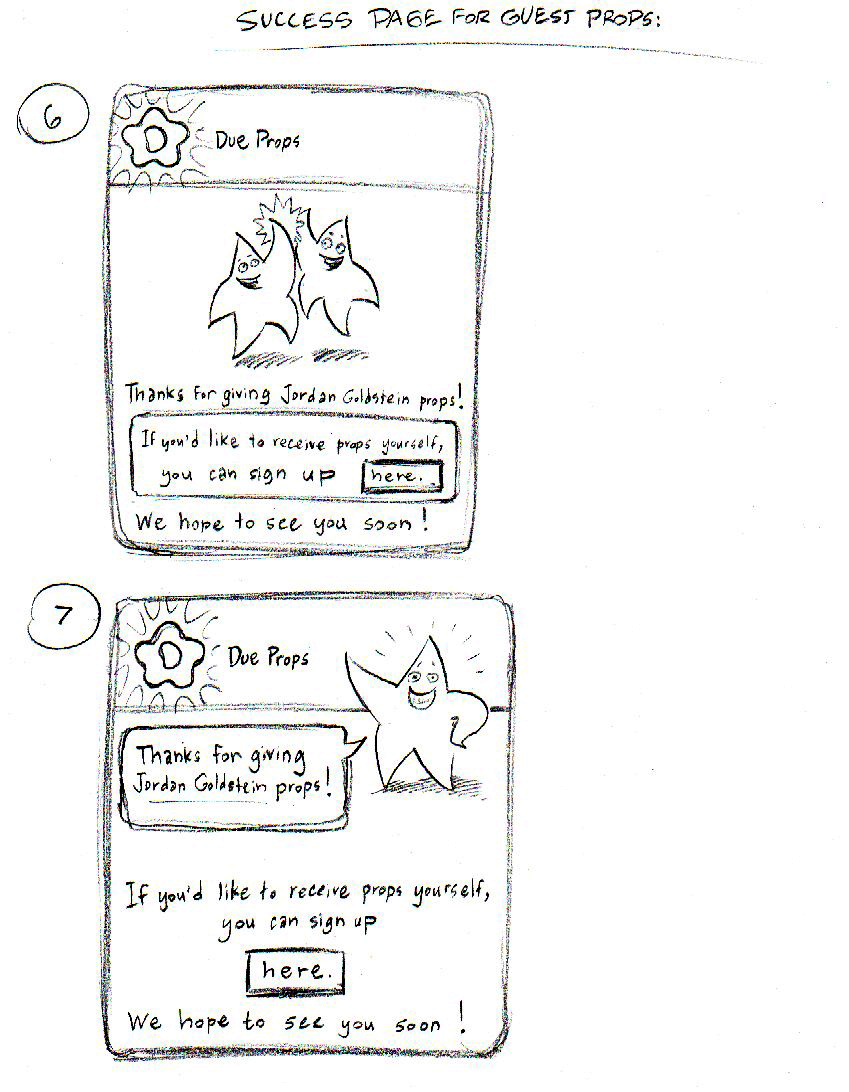 SUCCESS PAGE FOR GUEST PROPS:
6
D
Due Props
Thanks for giving Jordan Goldstein props!
If you'd like to receive props yourself,
you can sign up here.
We hope to see you soon!
7
D
Due Props
Thanks for giving
Jordan Goldstein props!
If you'd like to receive props yourself,
you can sign up
here.
We hope to see you soon!